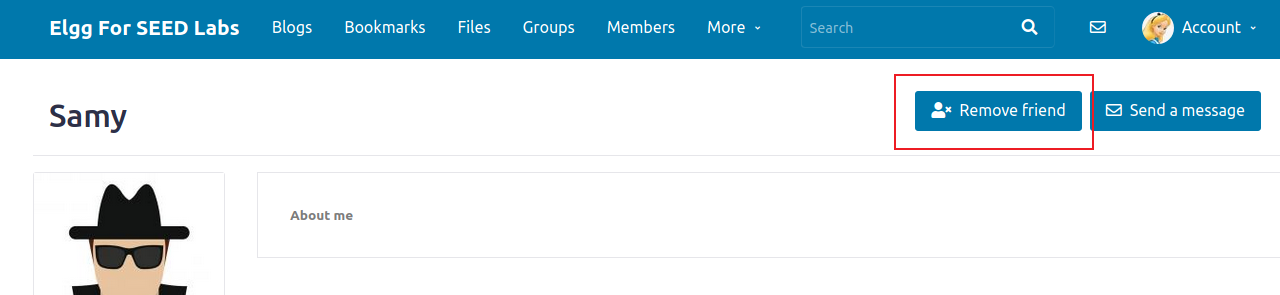 Elgg For SEED Labs Blogs Bookmarks Files Groups Members More Search Account
Samy Remove friend Send a message
About me